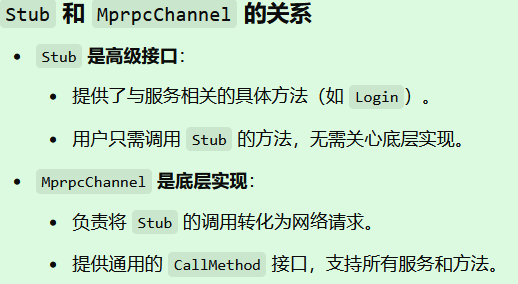 Stub 和 MprpcChannel 的关系
Stub 是高级接口：
提供了与服务相关的具体方法（如 Login）。
用户只需调用 Stub 的方法，无需关心底层实现。
MprpcChannel 是底层实现：
负责将 Stub 的调用转化为网络请求。
提供通用的 CallMethod 接口，支持所有服务和方法。